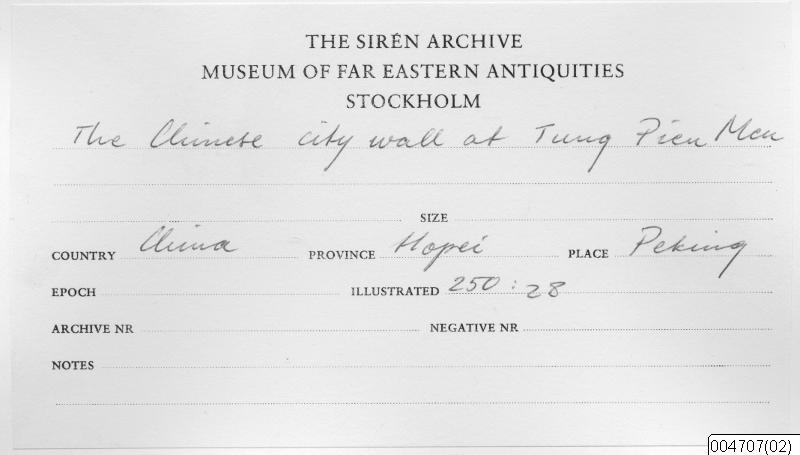 THE SIRÉN ARCHIVE
MUSEUM OF FAR EASTERN ANTIQUITIES
STOCKHOLM
The Chinese city wall at Tung Pien Men
SIZE
COUNTRY China PROVINCE Hopei PLACE Peking
EPOCH ILLUSTRATED 250:28
ARCHIVE NR NEGATIVE NR
NOTES
004707(02)